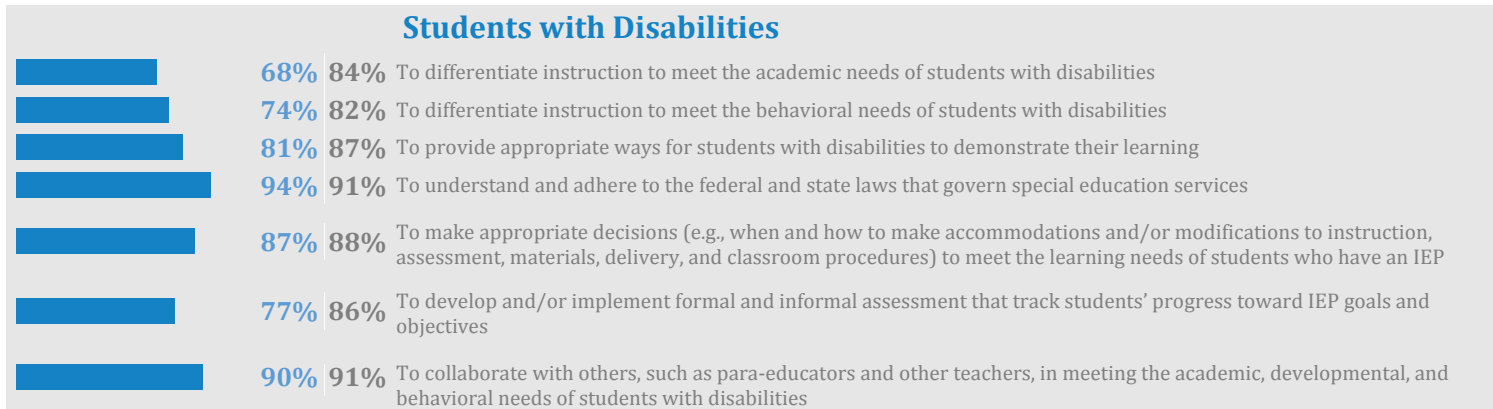 Students with Disabilities
68% 84% To differentiate instruction to meet the academic needs of students with disabilities
74% 82% To differentiate instruction to meet the behavioral needs of students with disabilities
81% 87% To provide appropriate ways for students with disabilities to demonstrate their learning
94% 91% To understand and adhere to the federal and state laws that govern special education services
87% 88% To make appropriate decisions (e.g., when and how to make accommodations and/or modifications to instruction,
assessment, materials, delivery, and classroom procedures) to meet the learning needs of students who have an IEP
77% 86% To develop and/or implement formal and informal assessment that track students’ progress toward IEP goals and
objectives
90% 91% To collaborate with others, such as para-educators and other teachers, in meeting the academic, developmental, and
behavioral needs of students with disabilities